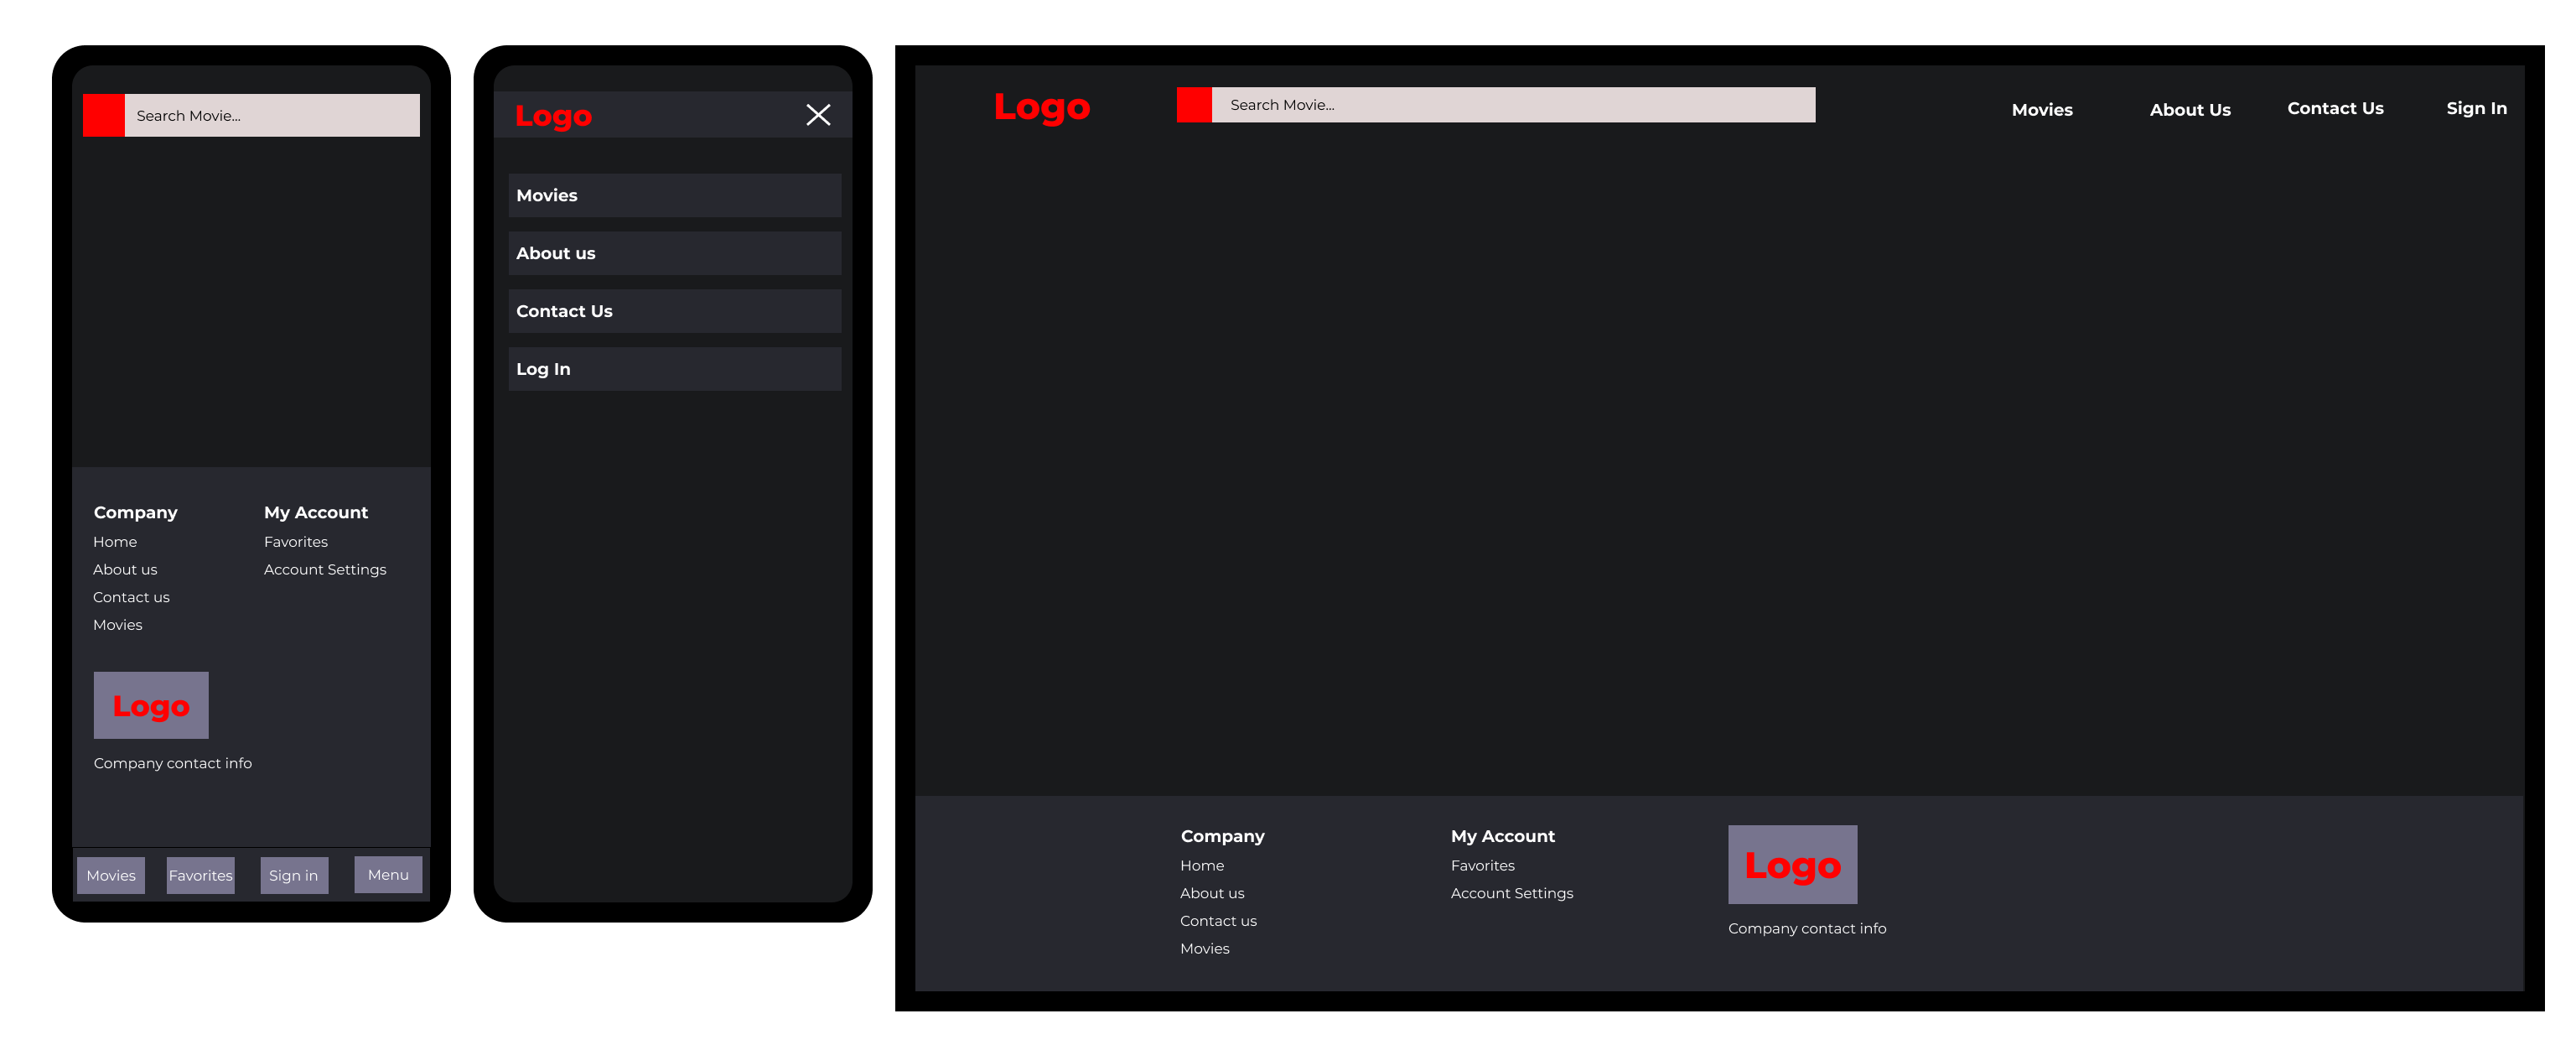 Search Movie...
Company
Home
About us
Contact us
Movies
My Account
Favorites
Account Settings
Logo
Company contact info
Movies
Favorites
Sign in
Menu
Logo
Movies
About us
Contact Us
Log In
Logo
Search Movie...
Movies
About Us
Contact Us
Sign In
Company
Home
About us
Contact us
Movies
My Account
Favorites
Account Settings
Logo
Company contact info